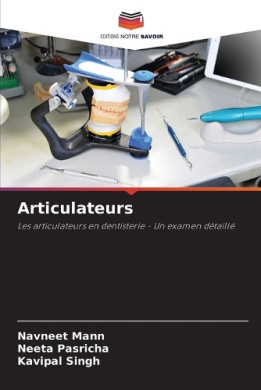 EDITIONS NOTRE SAVOIR
Articulateurs
Les articulateurs en dentisterie - Un examen détaillé
Navneet Mann
Neeta Pasricha
Kavipal Singh